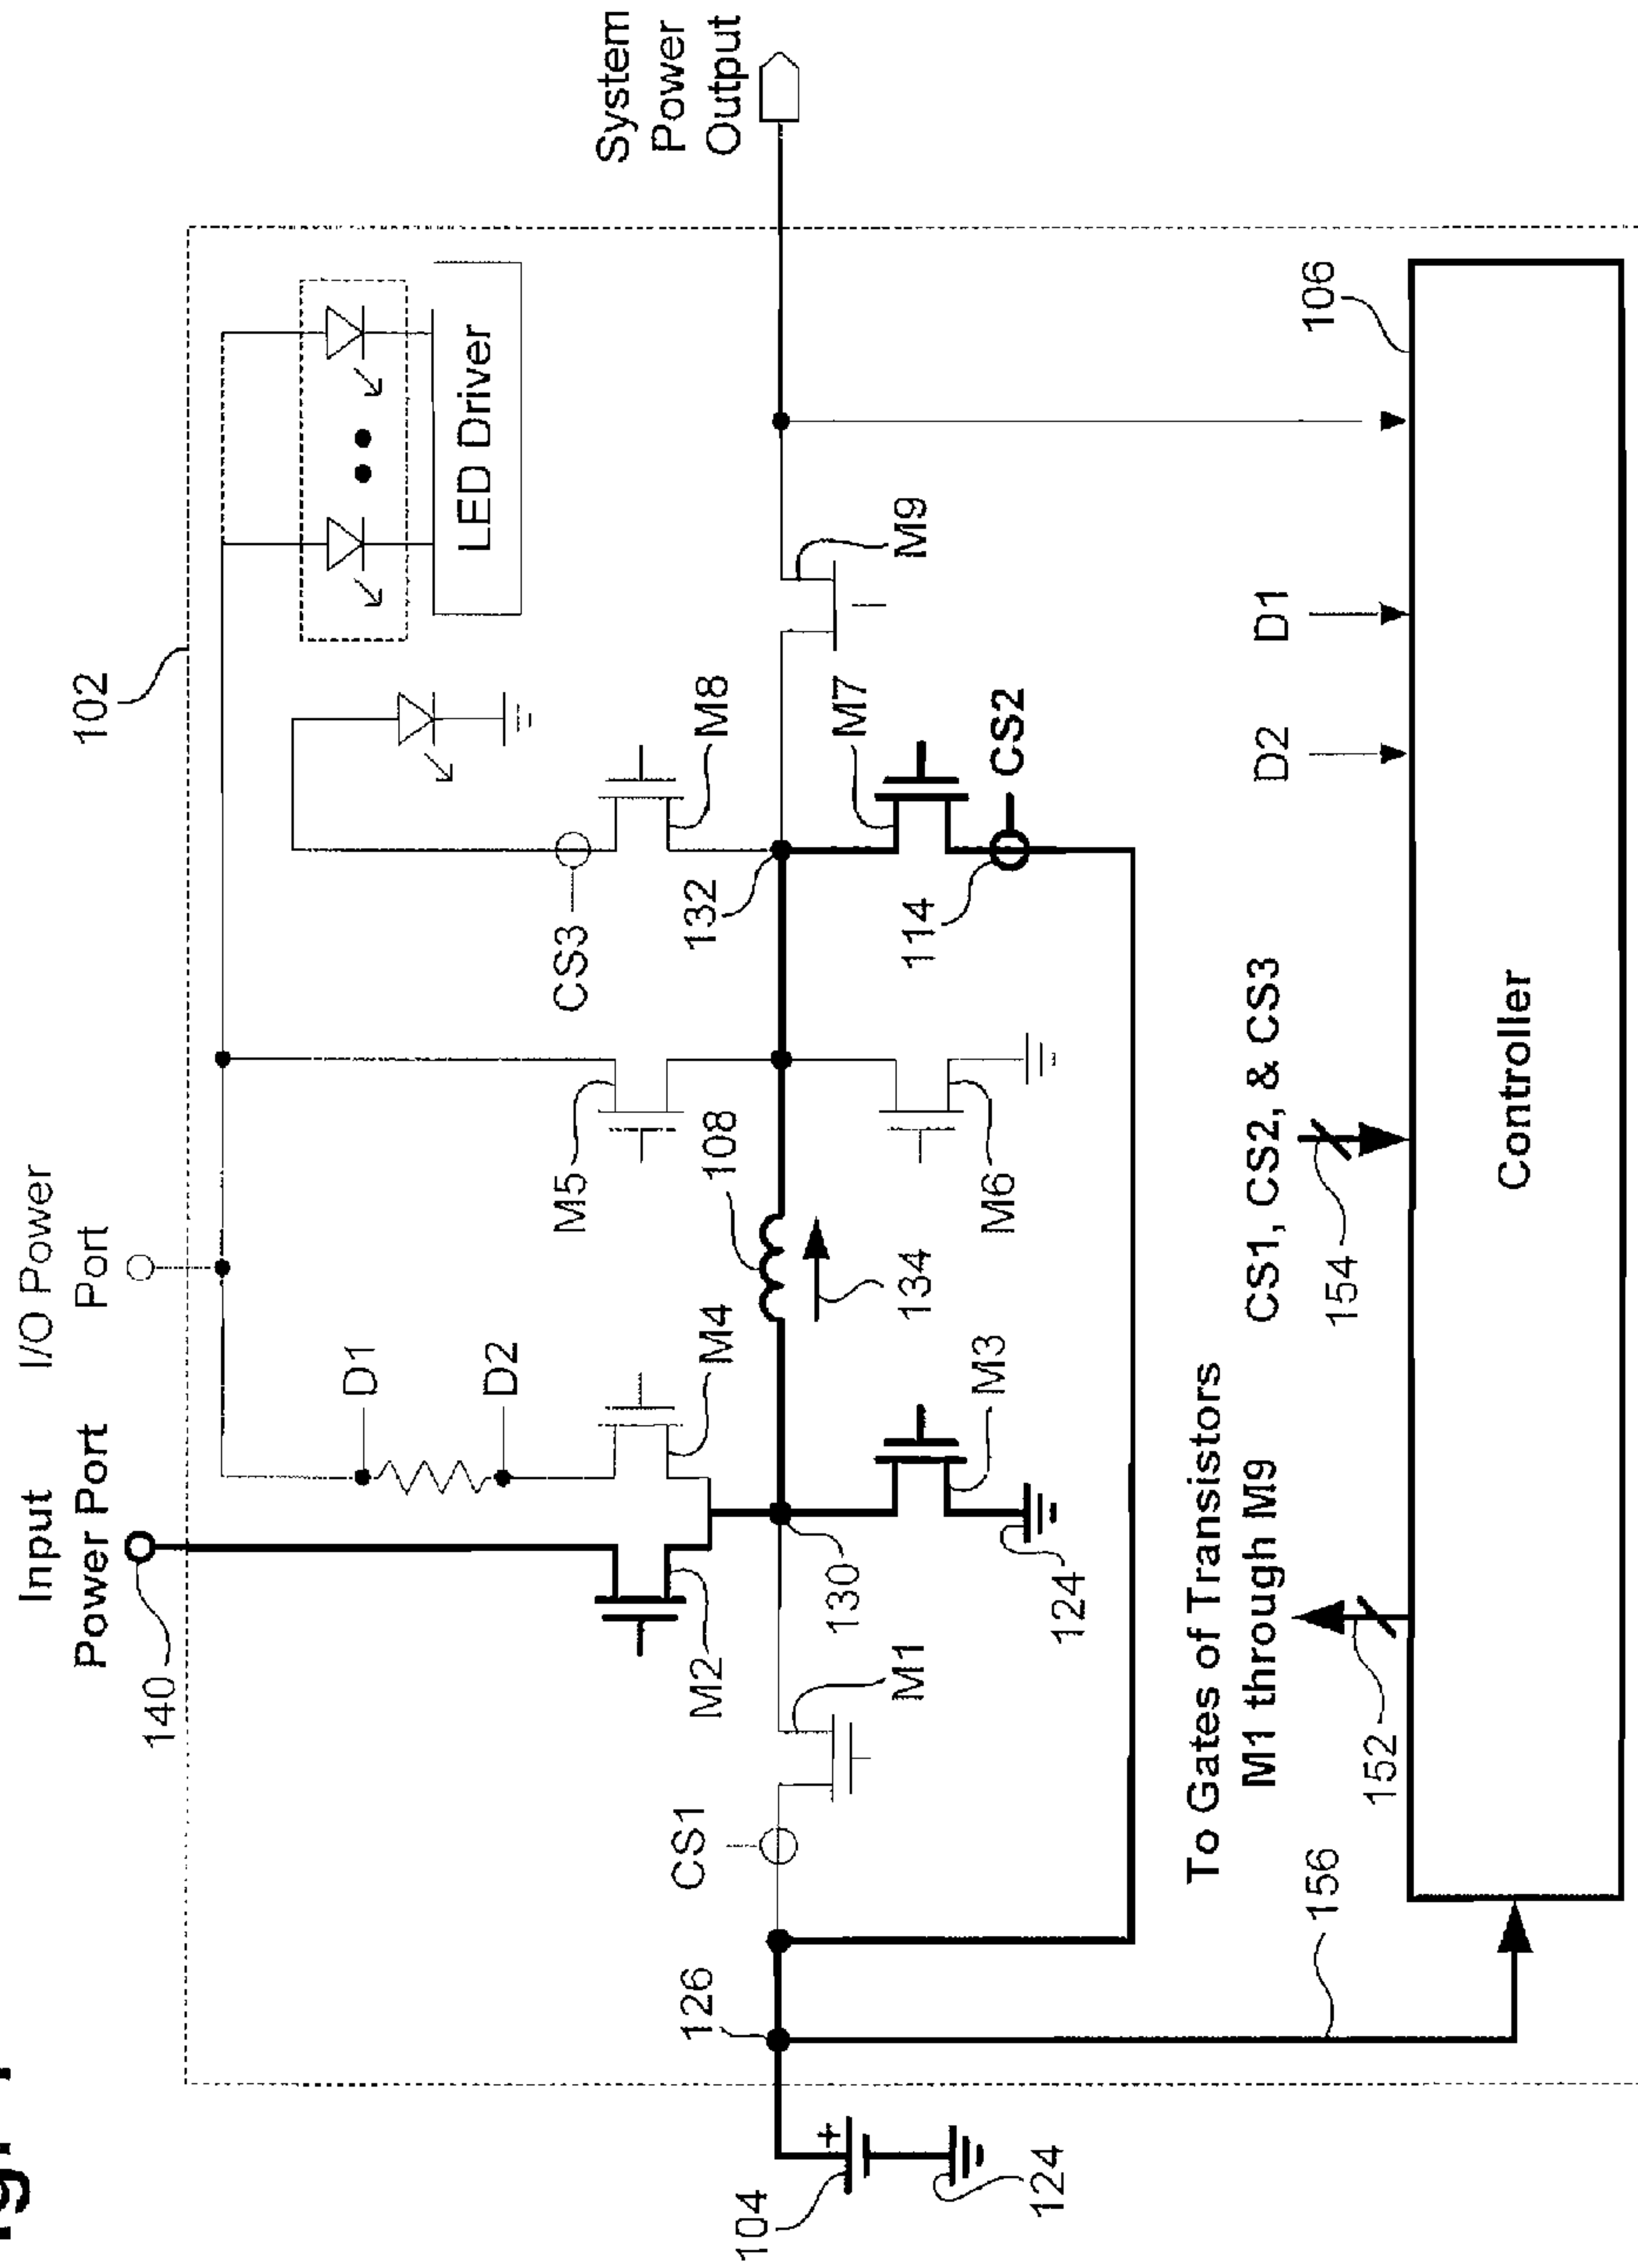 Input
Power Port
I/O Power
Port
140
102
D1
D2
CS3
LED Driver
System
Power
Output
M2
M4
M5
M8
108
132
126
CS1
M1
130
134
M3
M6
M7
M9
104
124
124
114
CS2
To Gates of Transistors
M1 through M9
CS1, CS2, & CS3
D2
D1
106
156
152
154
Controller